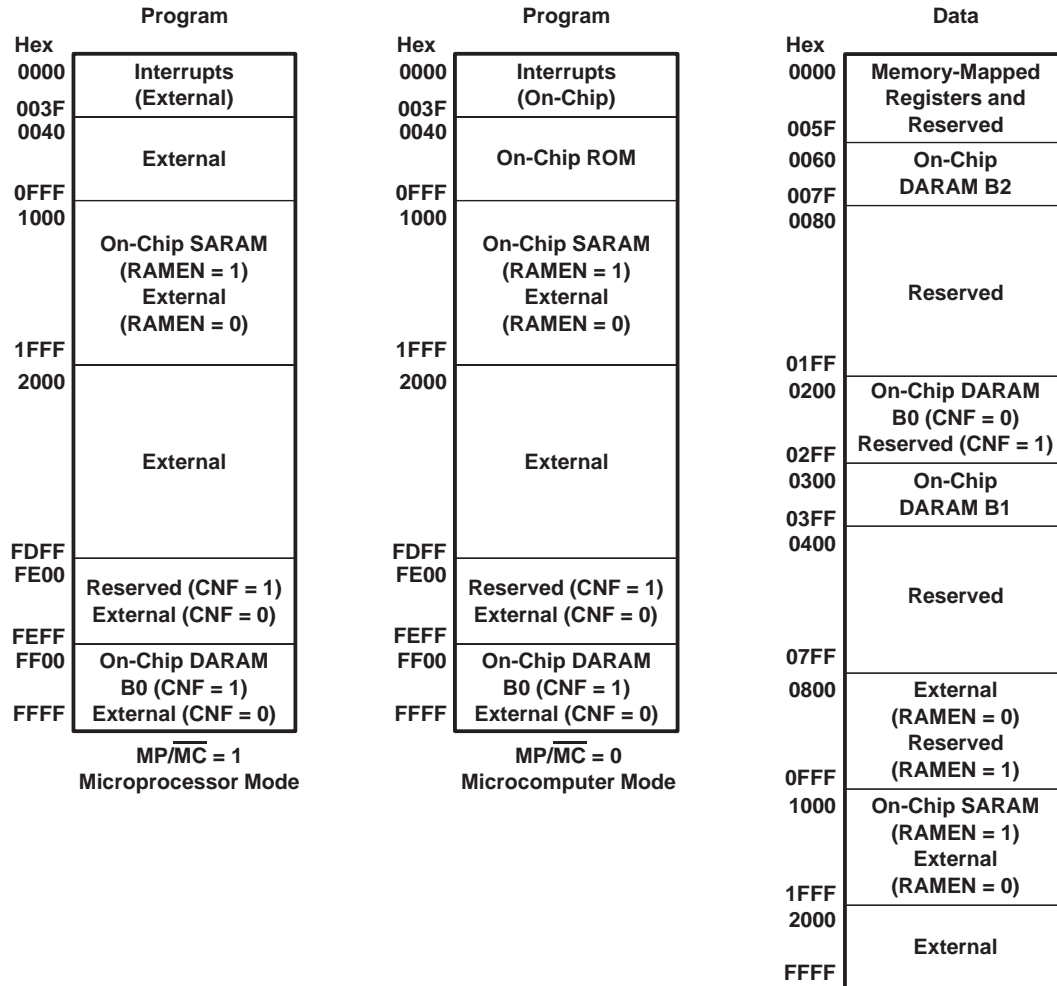 Program
Hex
0000
Interrupts
(External)
003F
0040
External
0FFF
1000
On-Chip SARAM
(RAMEN = 1)
External
(RAMEN = 0)
1FFF
2000
External
FDFF
FE00
Reserved (CNF = 1)
External (CNF = 0)
FEFF
FF00
On-Chip DARAM
B0 (CNF = 1)
External (CNF = 0)
FFFF
MP/M̅C̅ = 1
Microprocessor Mode
Program
Hex
0000
Interrupts
(On-Chip)
003F
0040
On-Chip ROM
0FFF
1000
On-Chip SARAM
(RAMEN = 1)
External
(RAMEN = 0)
1FFF
2000
External
FDFF
FE00
Reserved (CNF = 1)
External (CNF = 0)
FEFF
FF00
On-Chip DARAM
B0 (CNF = 1)
External (CNF = 0)
FFFF
MP/M̅C̅ = 0
Microcomputer Mode
Data
Hex
0000
Memory-Mapped
Registers and
Reserved
005F
0060
On-Chip
DARAM B2
007F
0080
Reserved
01FF
0200
On-Chip DARAM
B0 (CNF = 0)
Reserved (CNF = 1)
02FF
0300
On-Chip
DARAM B1
03FF
0400
Reserved
07FF
0800
External
(RAMEN = 0)
Reserved
(RAMEN = 1)
0FFF
1000
On-Chip SARAM
(RAMEN = 1)
External
(RAMEN = 0)
1FFF
2000
External
FFFF